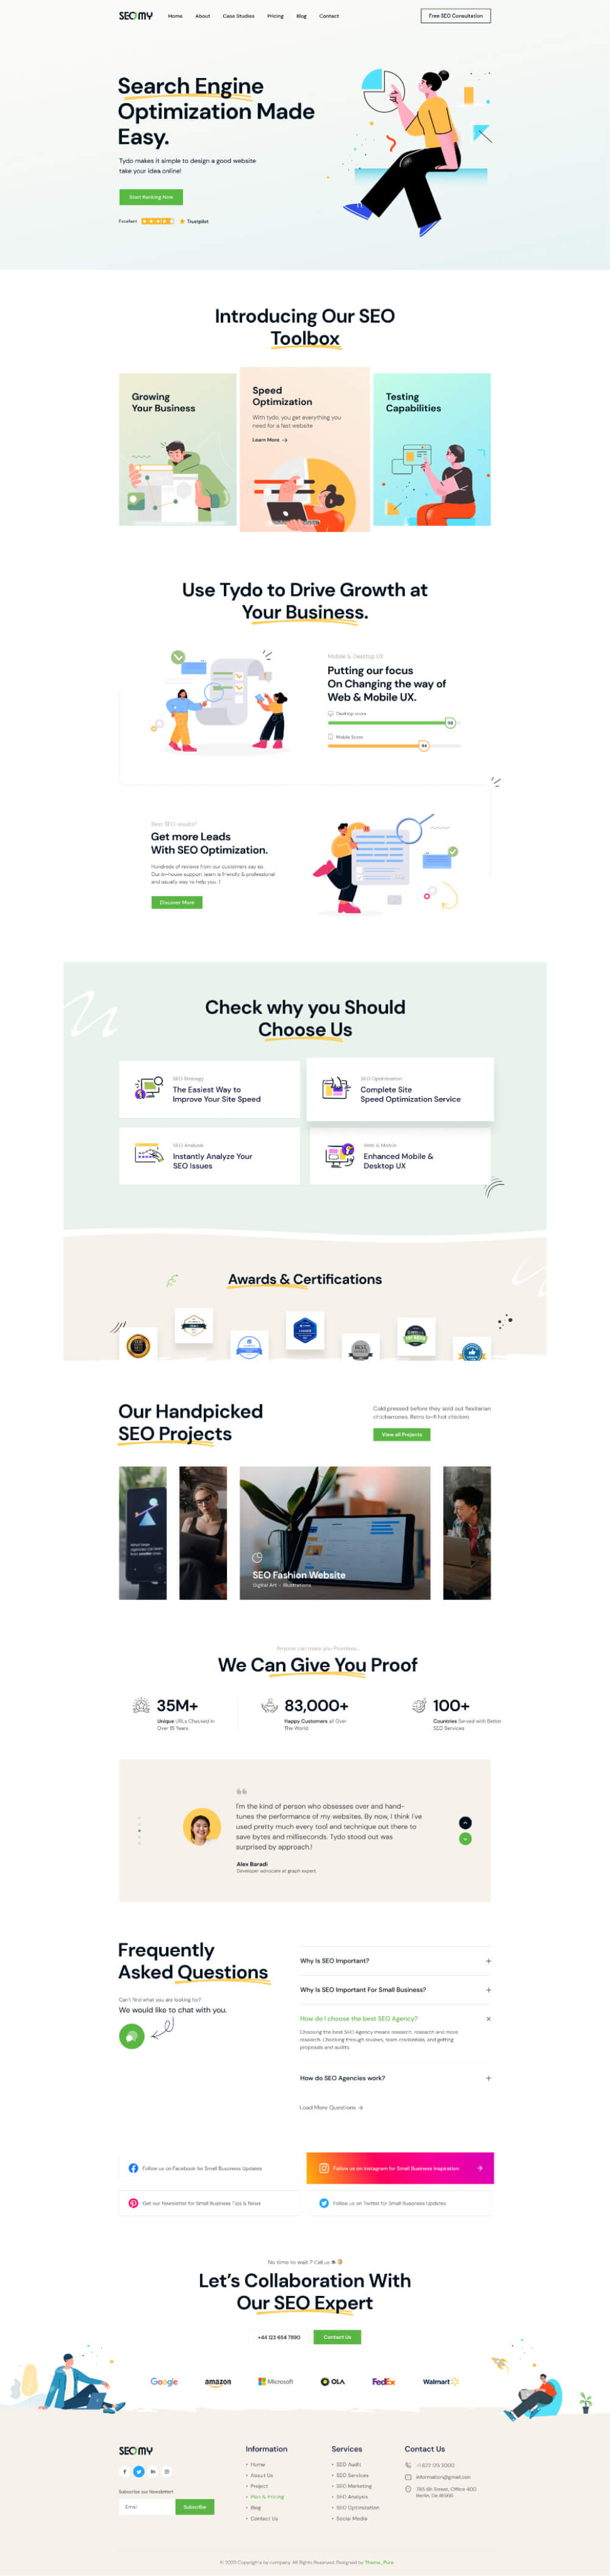 SEOMY
Home About Case Studies Pricing Blog Contact
Free SEO Consultation
Search Engine
Optimization Made
Easy.
Tydo makes it simple to design a good website
take your idea online!
Start Ranking Now
Excellent Trustpilot
Introducing Our SEO
Toolbox
Growing
Your Business
Speed
Optimization
With tydo, you get everything you
need for a fast website
Learn More →
Testing
Capabilities
Use Tydo to Drive Growth at
Your Business.
Mobile & Desktop UX
Putting our focus
On Changing the way of
Web & Mobile UX.
Desktop score
98
Mobile Score
84
Best SEO results?
Get more Leads
With SEO Optimization.
Hundreds of reviews from our customers say so.
Our in-house support team is friendly & professional
and usually way to help you. !
Discover More
Check why you Should
Choose Us
SEO Strategy
The Easiest Way to
Improve Your Site Speed
SEO Optimization
Complete Site
Speed Optimization Service
SEO Analysis
Instantly Analyze Your
SEO Issues
Web & Mobile
Enhanced Mobile &
Desktop UX
Awards & Certifications
BEST
Our Handpicked
SEO Projects
Cold pressed before they sold out flexitarian
chicharrones. Retro lo-fi hot chicken.
View all Projects
SEO Fashion Website
Digital Art - Illustrations
Anyone can make you Promises..
We Can Give You Proof
35M+
Unique URLs Checked In
Over 15 Years
83,000+
Happy Customers all Over
The World
100+
Countries Served with Better
SEO Services
I'm the kind of person who obsesses over and hand-
tunes the performance of my websites. By now, I think I've
used pretty much every tool and technique out there to
save bytes and milliseconds. Tydo stood out was
surprised by approach.!
Alex Baradi
Developer advocate at graph expert
Frequently
Asked Questions
Can't find what you are looking for?
We would like to chat with you.
Why Is SEO Important?
Why Is SEO Important For Small Business?
How do I choose the best SEO Agency?
Choosing the best SEO Agency means research, research and more
research. Checking through reviews, team credentials, and getting
proposals and audits.
How do SEO Agencies work?
Load More Questions →
Follow us on Facebook for Small Business Updates
Follow us on Instagram for Small Business Inspiration →
Get our Newsletter for Small Business Tips & News
Follow us on Twitter for Small Business Updates
No time to wait ? Call us
Let's Collaboration With
Our SEO Expert
+44 123 654 7890
Contact Us
Google amazon Microsoft OLA FedEx Walmart
SEOMY
Subscribe our Newsletter!
Email
Subscribe
Information
Home
About Us
Project
Plan & Pricing
Blog
Contact Us
Services
SEO Audit
SEO Services
SEO Marketing
SEO Analysis
SEO Optimization
Social Media
Contact Us
information@gmail.com
785 6h Street, Office 400
Berlin, De 81566
Copyrights by company. All Rights Reserved. Designed by Theme_Pure.